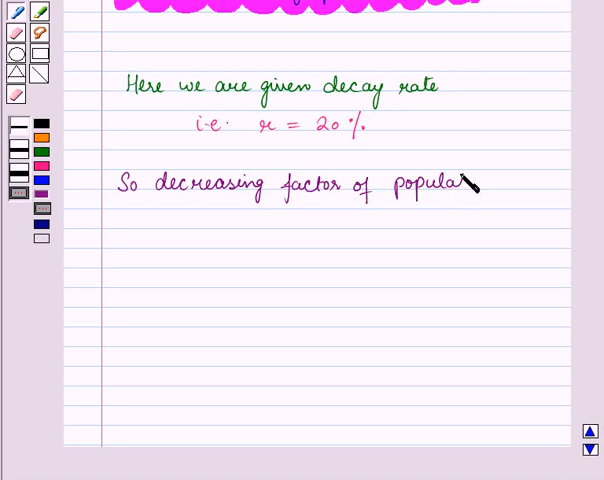 Here we are given decay rate
i.e. r = 20%.
So decreasing factor of popula